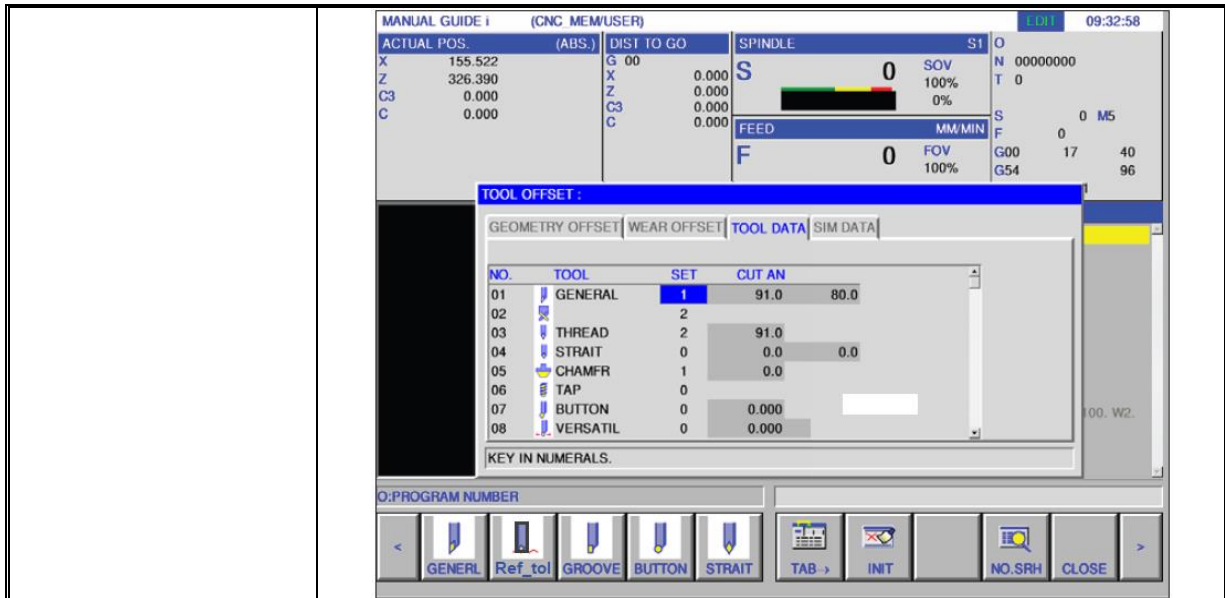 MANUAL GUIDE i (CNC MEM/USER) EDIT 09:32:58
ACTUAL POS. (ABS.) DIST TO GO SPINDLE S1 O
X 155.522 G 00 S 0 SOV N 00000000
Z 326.390 X 0.000 100% T 0
C3 0.000 Z 0.000 0%
C 0.000 C3 0.000 S 0 M5
C 0.000 FEED MM/MIN F 0
F 0 FOV G00 17 40
100% G54 96
1
TOOL OFFSET :
GEOMETRY OFFSET WEAR OFFSET TOOL DATA SIM DATA
NO. TOOL SET CUT AN
01 GENERAL 1 91.0 80.0
02 2
03 THREAD 2 91.0
04 STRAIT 0 0.0 0.0
05 CHAMFR 1 0.0
06 TAP 0
07 BUTTON 0 0.000 100. W2.
08 VERSATIL 0 0.000
KEY IN NUMERALS.
O:PROGRAM NUMBER
< GENERL Ref_tol GROOVE BUTTON STRAIT TAB→ INIT NO.SRH CLOSE >